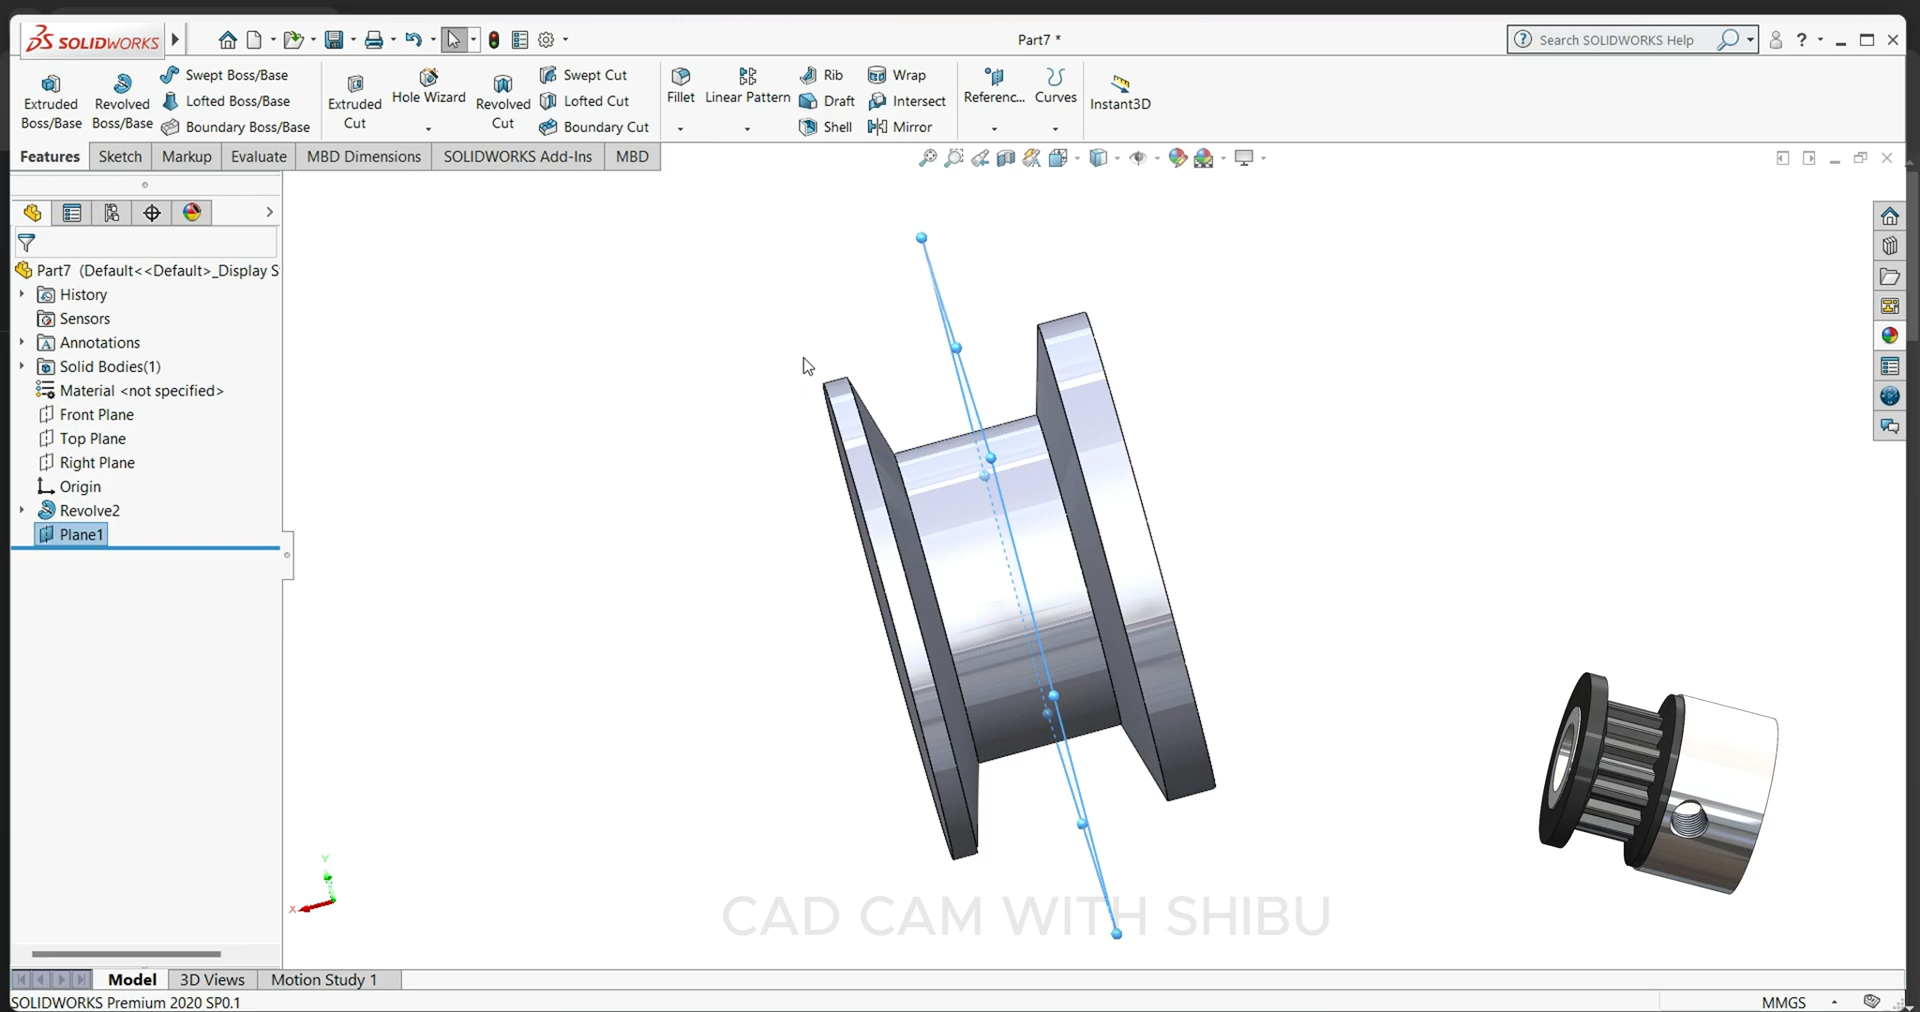 SOLIDWORKS
Part7 *
Search SOLIDWORKS Help
?
Extruded Boss/Base
Revolved Boss/Base
Swept Boss/Base
Lofted Boss/Base
Boundary Boss/Base
Extruded Cut
Hole Wizard
Revolved Cut
Swept Cut
Lofted Cut
Boundary Cut
Fillet
Linear Pattern
Rib
Draft
Shell
Wrap
Intersect
Mirror
Referenc...
Curves
Instant3D
Features
Sketch
Markup
Evaluate
MBD Dimensions
SOLIDWORKS Add-Ins
MBD
Part7 (Default<<Default>_Display S
History
Sensors
Annotations
Solid Bodies(1)
Material <not specified>
Front Plane
Top Plane
Right Plane
Origin
Revolve2
Plane1
Y
X
CAD CAM WITH SHIBU
Model
3D Views
Motion Study 1
SOLIDWORKS Premium 2020 SP0.1
MMGS